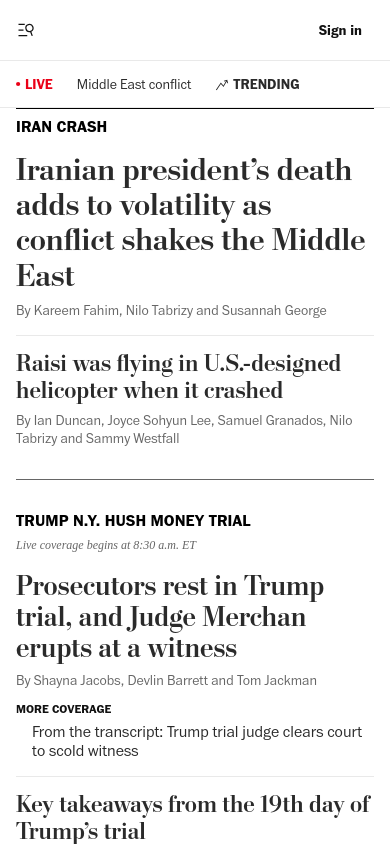 Sign in
LIVE
Middle East conflict
TRENDING
IRAN CRASH
Iranian president’s death
adds to volatility as
conflict shakes the Middle
East
By Kareem Fahim, Nilo Tabrizy and Susannah George
Raisi was flying in U.S.-designed
helicopter when it crashed
By Ian Duncan, Joyce Sohyun Lee, Samuel Granados, Nilo
Tabrizy and Sammy Westfall
TRUMP N.Y. HUSH MONEY TRIAL
Live coverage begins at 8:30 a.m. ET
Prosecutors rest in Trump
trial, and Judge Merchan
erupts at a witness
By Shayna Jacobs, Devlin Barrett and Tom Jackman
MORE COVERAGE
From the transcript: Trump trial judge clears court
to scold witness
Key takeaways from the 19th day of
Trump’s trial